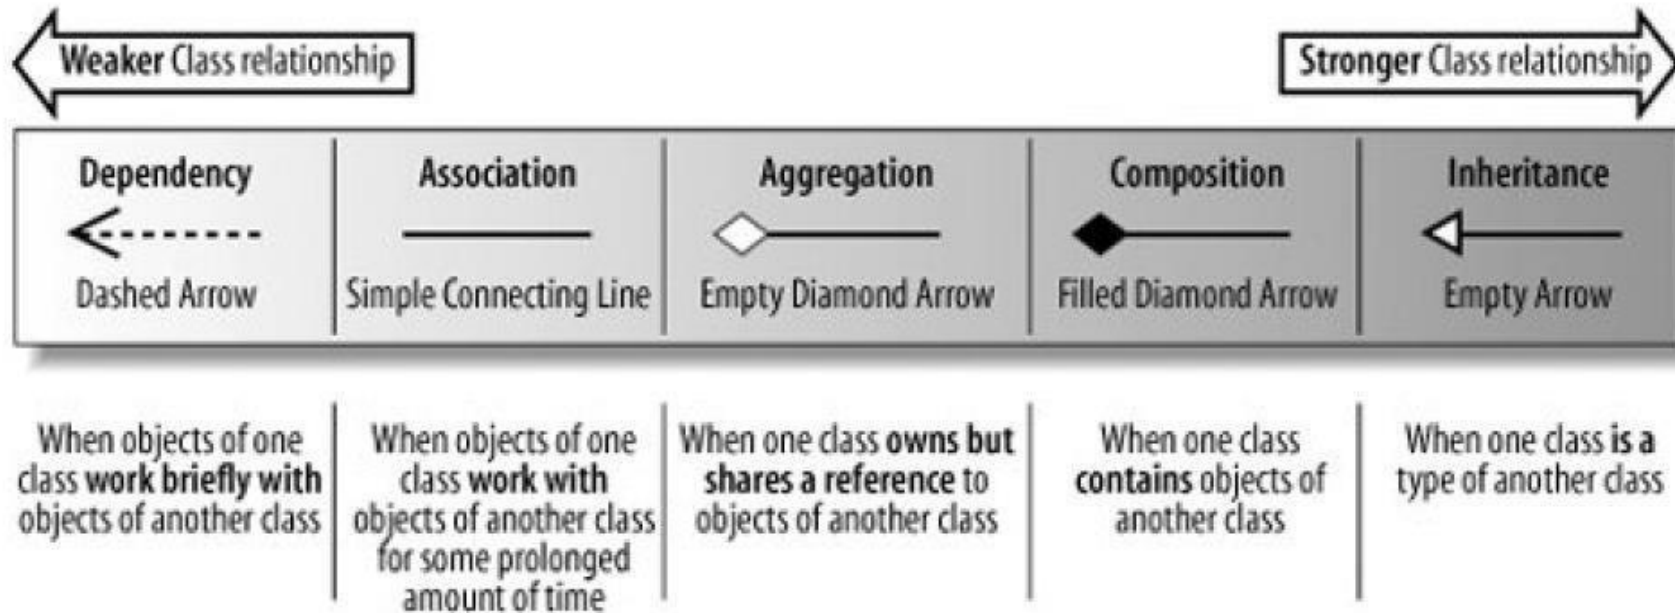 Weaker Class relationship
Stronger Class relationship
Dependency
Dashed Arrow
Association
Simple Connecting Line
Aggregation
Empty Diamond Arrow
Composition
Filled Diamond Arrow
Inheritance
Empty Arrow
When objects of one
class work briefly with
objects of another class
When objects of one
class work with
objects of another class
for some prolonged
amount of time
When one class owns but
shares a reference to
objects of another class
When one class
contains objects of
another class
When one class is a
type of another class